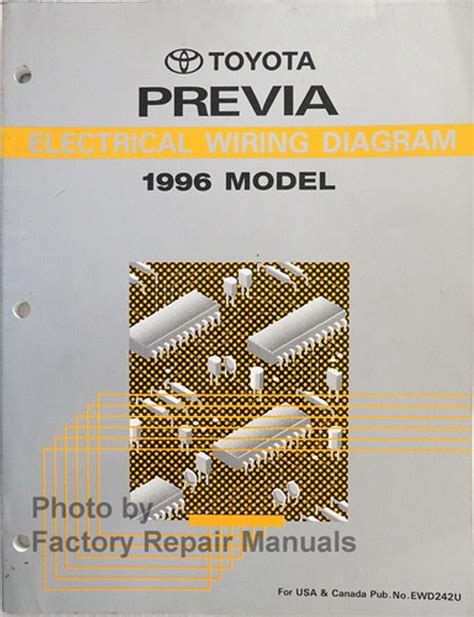 TOYOTA
PREVIA
ELECTRICAL WIRING DIAGRAM
1996 MODEL
Photo by
Factory Repair Manuals
For USA & Canada Pub. No. EWD242U